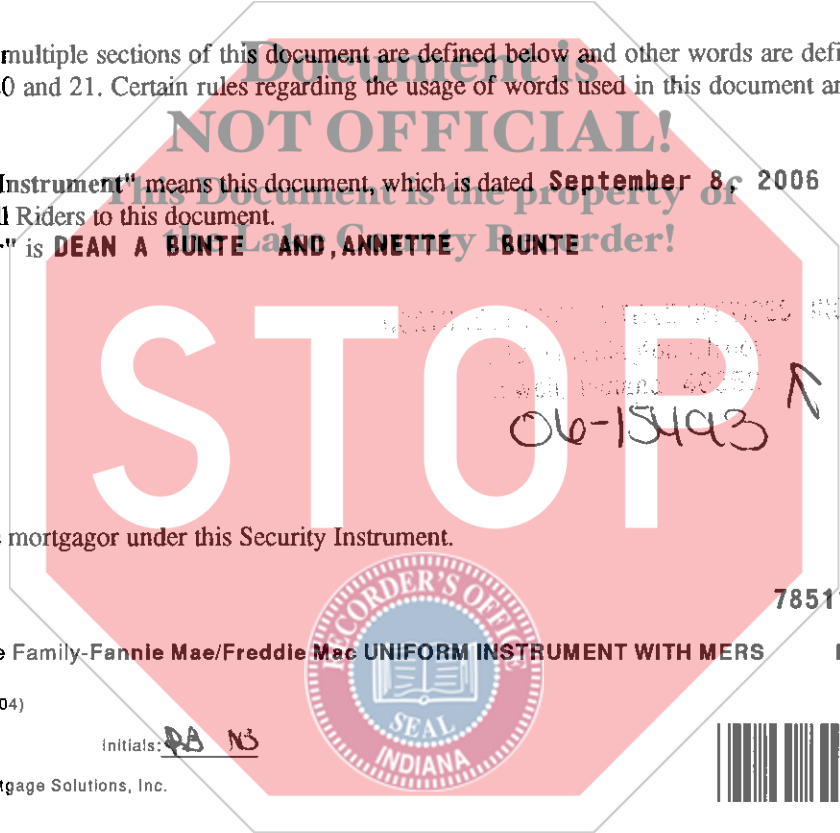 multiple sections of this document are defined below and other words are defi
0 and 21. Certain rules regarding the usage of words used in this document a
Document is
NOT OFFICIAL!
This Document is the property of
the Lake County Recorder!
Instrument" means this document, which is dated September 8, 2006
l Riders to this document.
" is DEAN A BUNTE AND, ANNETTE BUNTE
STOP
06-15493
mortgagor under this Security Instrument.
7851
e Family-Fannie Mae/Freddie Mac UNIFORM INSTRUMENT WITH MERS
04)
RECORDER'S OFFICE
SEAL
INDIANA
Initials:
tgage Solutions, Inc.